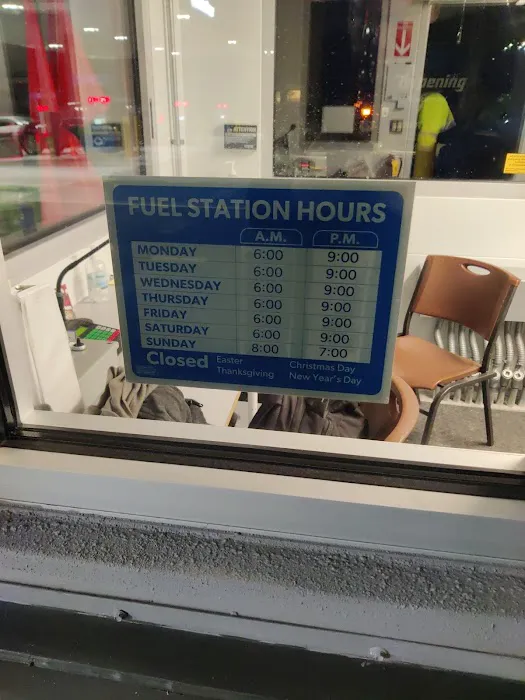 pening
ATTENTION
FUEL STATION HOURS
A.M. P.M.
MONDAY 6:00 9:00
TUESDAY 6:00 9:00
WEDNESDAY 6:00 9:00
THURSDAY 6:00 9:00
FRIDAY 6:00 9:00
SATURDAY 6:00 9:00
SUNDAY 8:00 7:00
Closed Easter Christmas Day
Thanksgiving New Year's Day